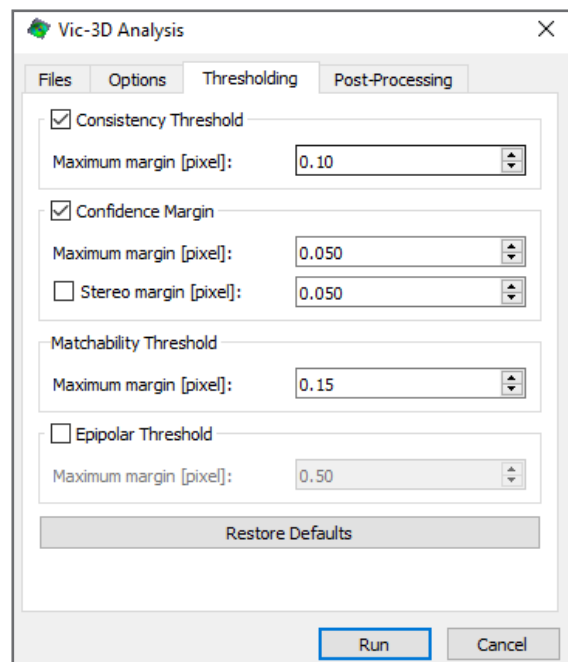 Vic-3D Analysis
Files Options Thresholding Post-Processing
Consistency Threshold
Maximum margin [pixel]: 0.10
Confidence Margin
Maximum margin [pixel]: 0.050
Stereo margin [pixel]: 0.050
Matchability Threshold
Maximum margin [pixel]: 0.15
Epipolar Threshold
Maximum margin [pixel]: 0.50
Restore Defaults
Run Cancel